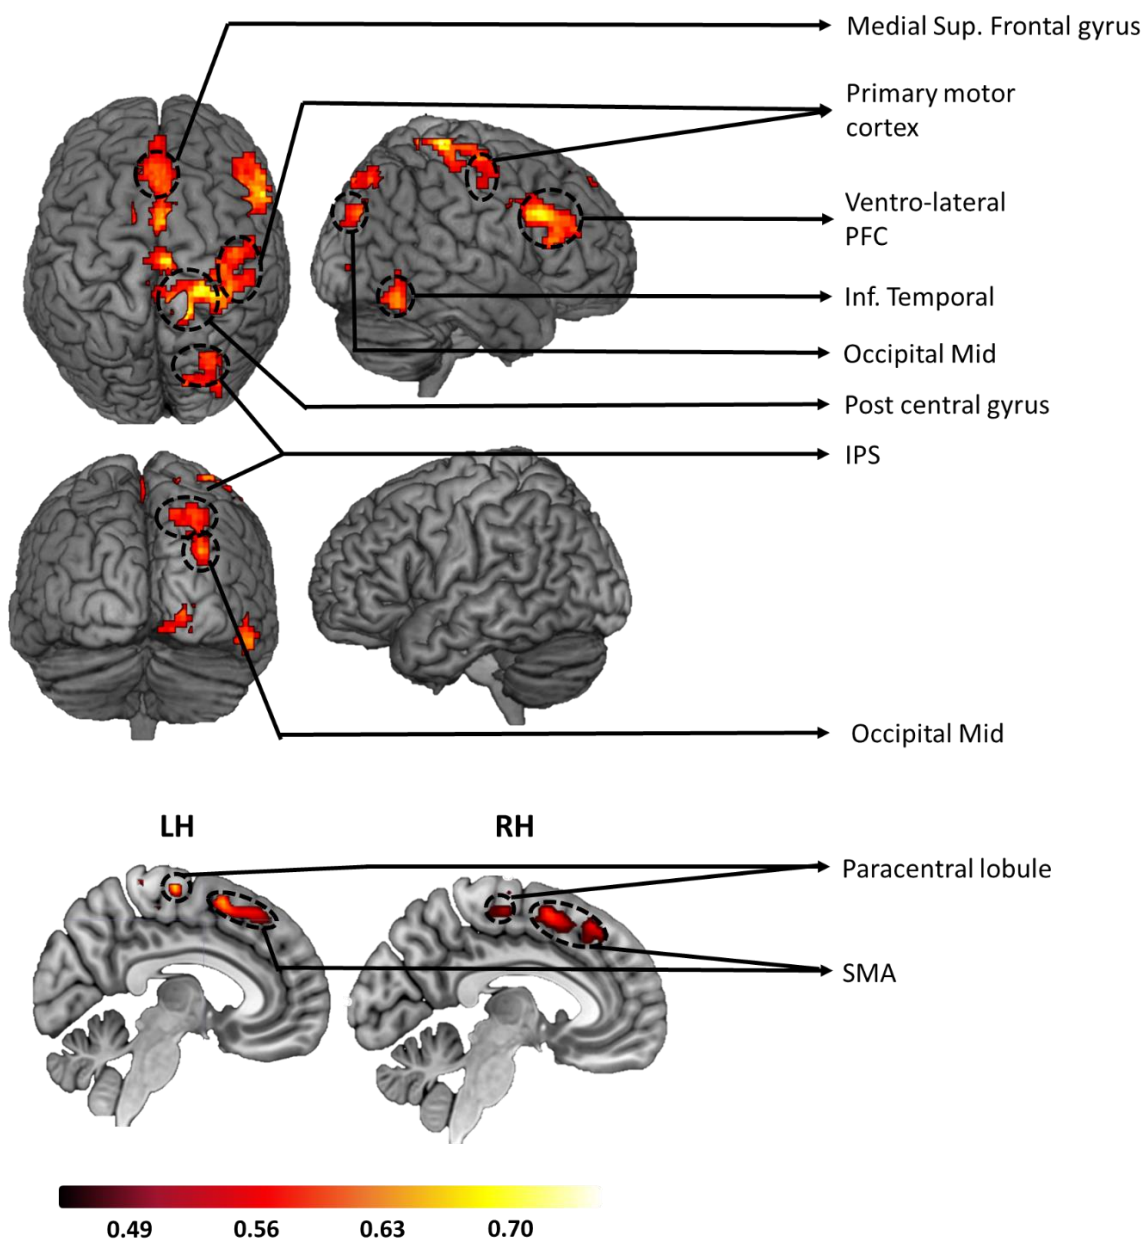 Medial Sup. Frontal gyrus
Primary motor
cortex
Ventro-lateral
PFC
Inf. Temporal
Occipital Mid
Post central gyrus
IPS
Occipital Mid
LH
RH
Paracentral lobule
SMA
0.49
0.56
0.63
0.70